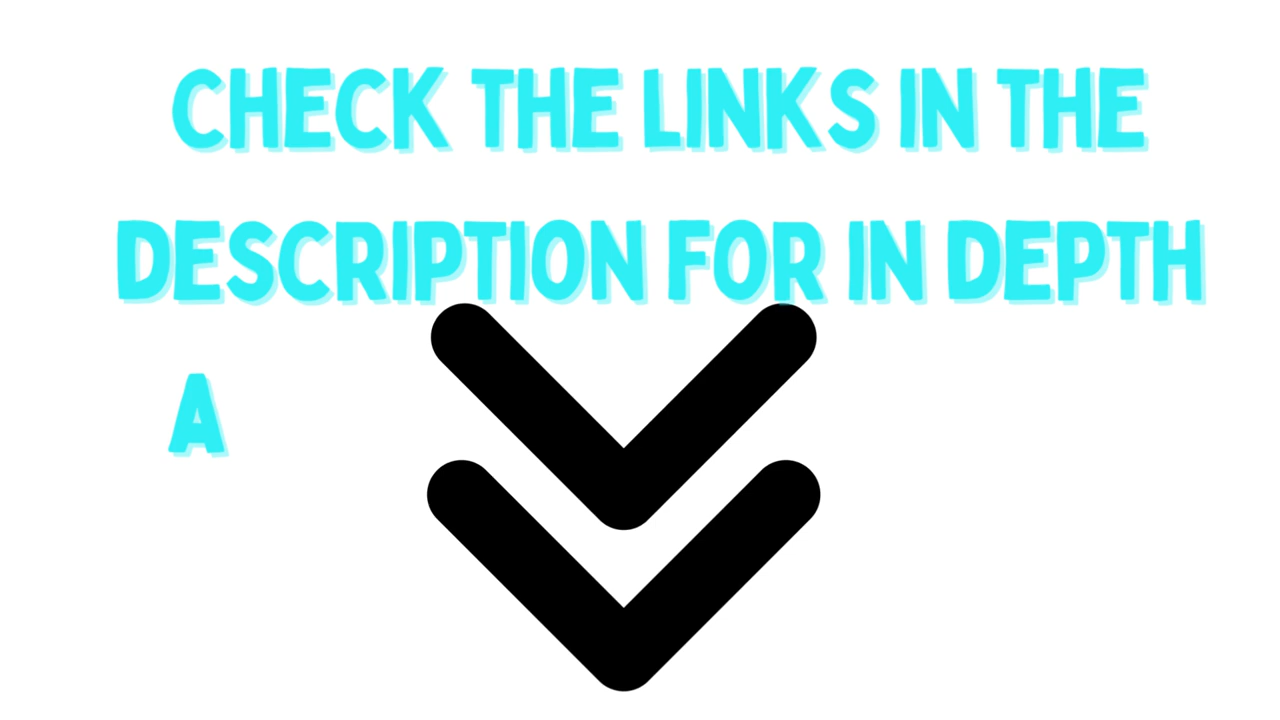 CHECK THE LINKS IN THE
DESCRIPTION FOR IN DEPTH
A